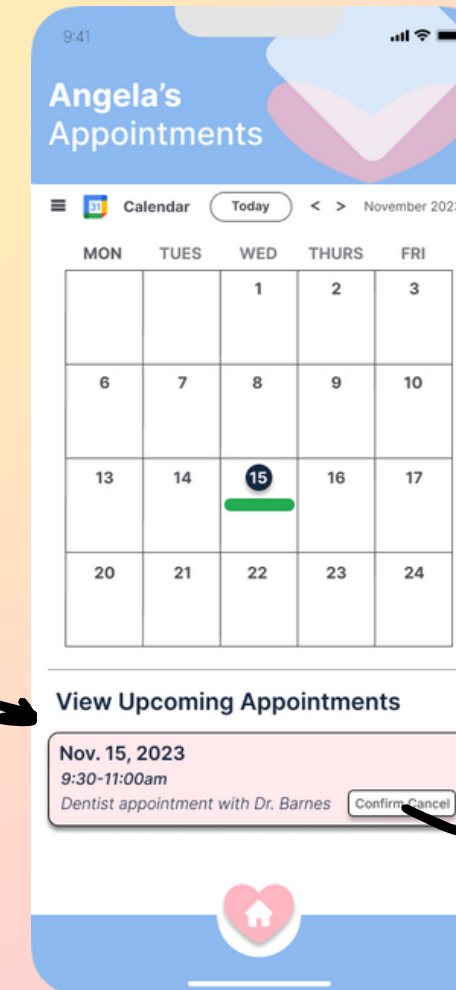 9:41
Angela’s
Appointments
31 Calendar Today < > November 202
MON TUES WED THURS FRI
1 2 3
6 7 8 9 10
13 14 15 16 17
20 21 22 23 24
View Upcoming Appointments
Nov. 15, 2023
9:30-11:00am
Dentist appointment with Dr. Barnes Confirm Cancel